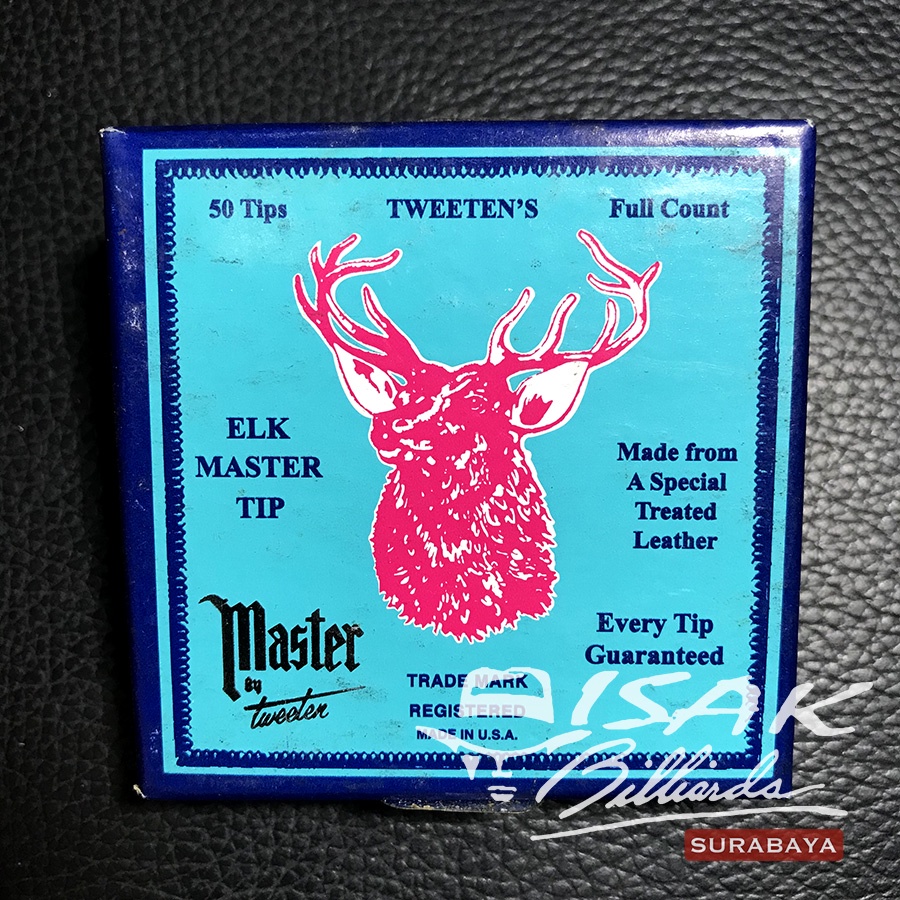 50 Tips
TWEETEN'S
Full Count
ELK
MASTER
TIP
Made from
A Special
Treated
Leather
Every Tip
Guaranteed
Master
By
tweeten
TRADE MARK
REGISTERED
MADE IN U.S.A.
ISAK
Billiards
SURABAYA